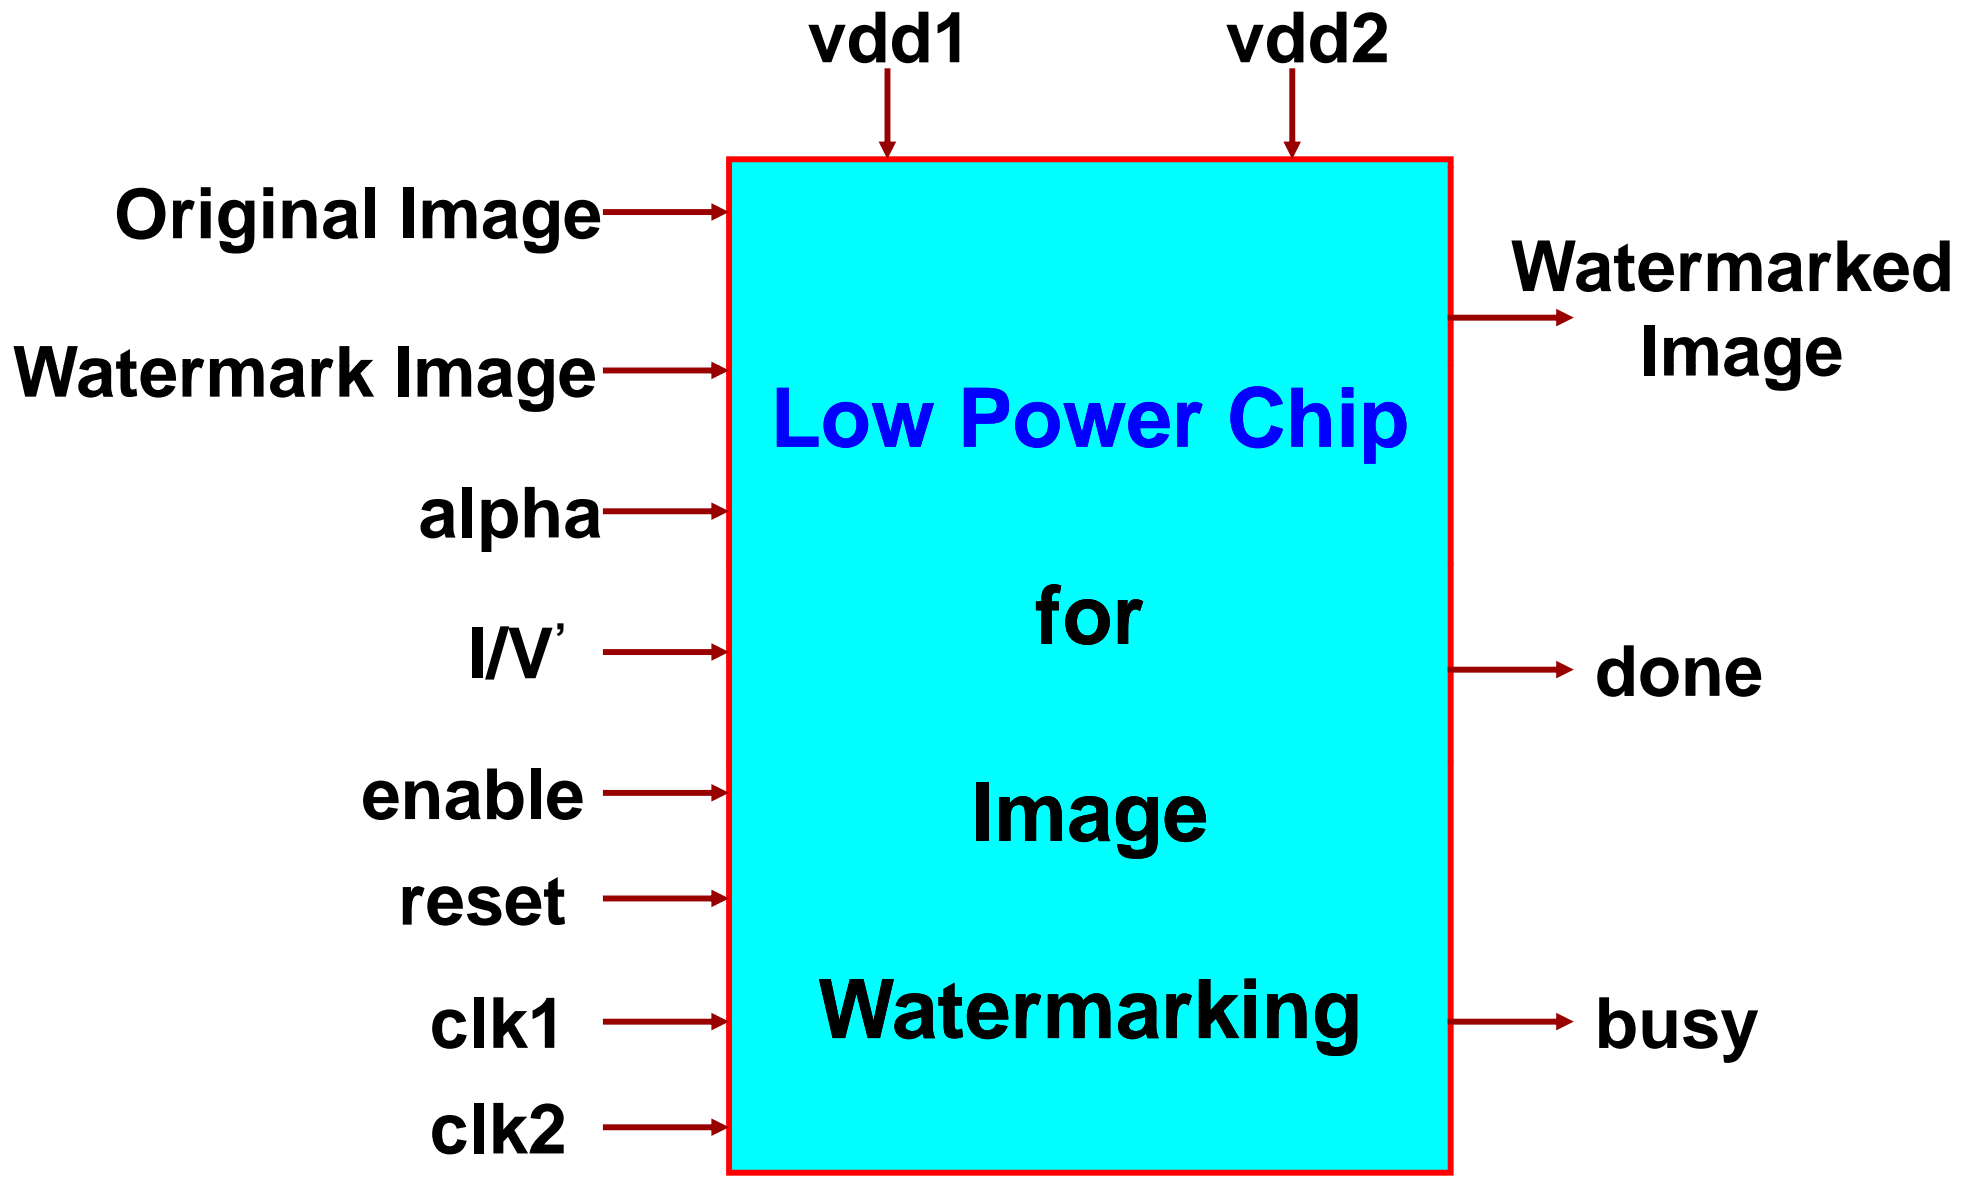 vdd1 vdd2
Original Image
Watermark Image
alpha
I/V’
enable
reset
clk1
clk2
Low Power Chip
for
Image
Watermarking
Watermarked
Image
done
busy